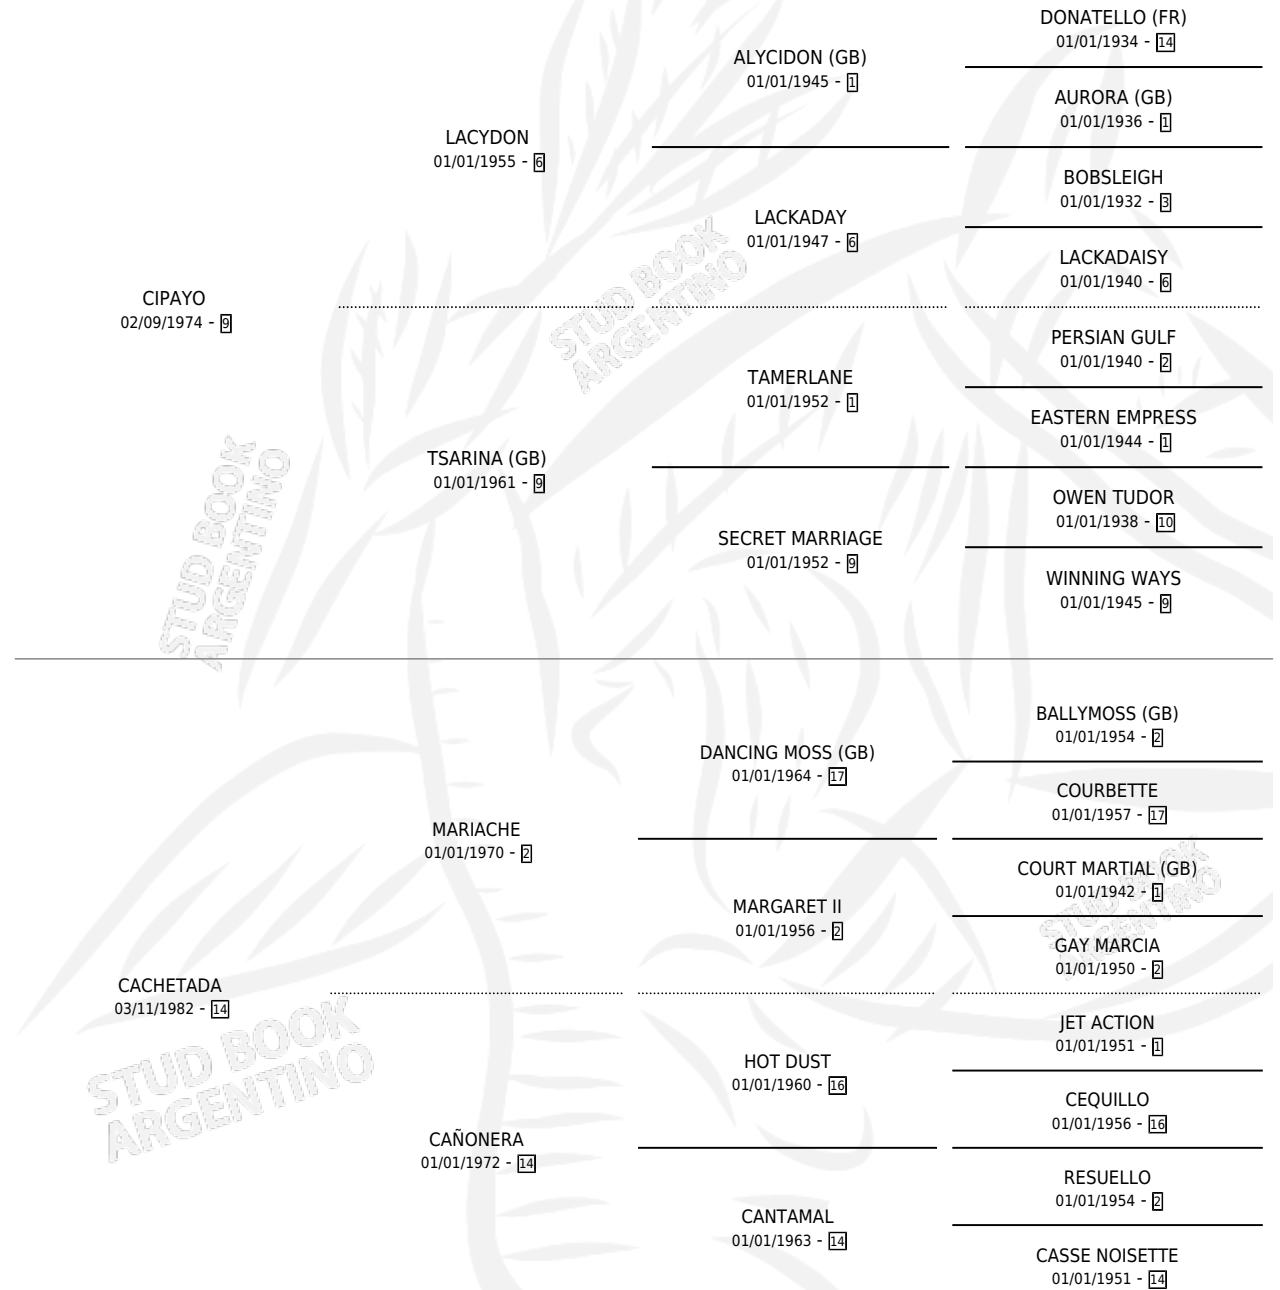 DONATELLO (FR)
01/01/1934 - 14
ALYCIDON (GB)
01/01/1945 - 1
AURORA (GB)
01/01/1936 - 1
LACYDON
01/01/1955 - 6
BOBSLEIGH
01/01/1932 - 3
LACKADAY
01/01/1947 - 6
LACKADAISY
01/01/1940 - 6
CIPAYO
02/09/1974 - 9
PERSIAN GULF
01/01/1940 - 2
TAMERLANE
01/01/1952 - 1
EASTERN EMPRESS
01/01/1944 - 1
TSARINA (GB)
01/01/1961 - 9
OWEN TUDOR
01/01/1938 - 10
SECRET MARRIAGE
01/01/1952 - 9
WINNING WAYS
01/01/1945 - 9
BALLYMOSS (GB)
01/01/1954 - 2
DANCING MOSS (GB)
01/01/1964 - 17
COURBETTE
01/01/1957 - 17
MARIACHE
01/01/1970 - 2
COURT MARTIAL (GB)
01/01/1942 - 1
MARGARET II
01/01/1956 - 2
GAY MARCIA
01/01/1950 - 2
CACHETADA
03/11/1982 - 14
JET ACTION
01/01/1951 - 1
HOT DUST
01/01/1960 - 16
CEQUILLO
01/01/1956 - 16
CAÑONERA
01/01/1972 - 14
RESUELLO
01/01/1954 - 2
CANTAMAL
01/01/1963 - 14
CASSE NOISETTE
01/01/1951 - 14
STUD BOOK
ARGENTINO
STUD BOOK
ARGENTINO
STUD BOOK
ARGENTINO
STUD BOOK
ARGENTINO